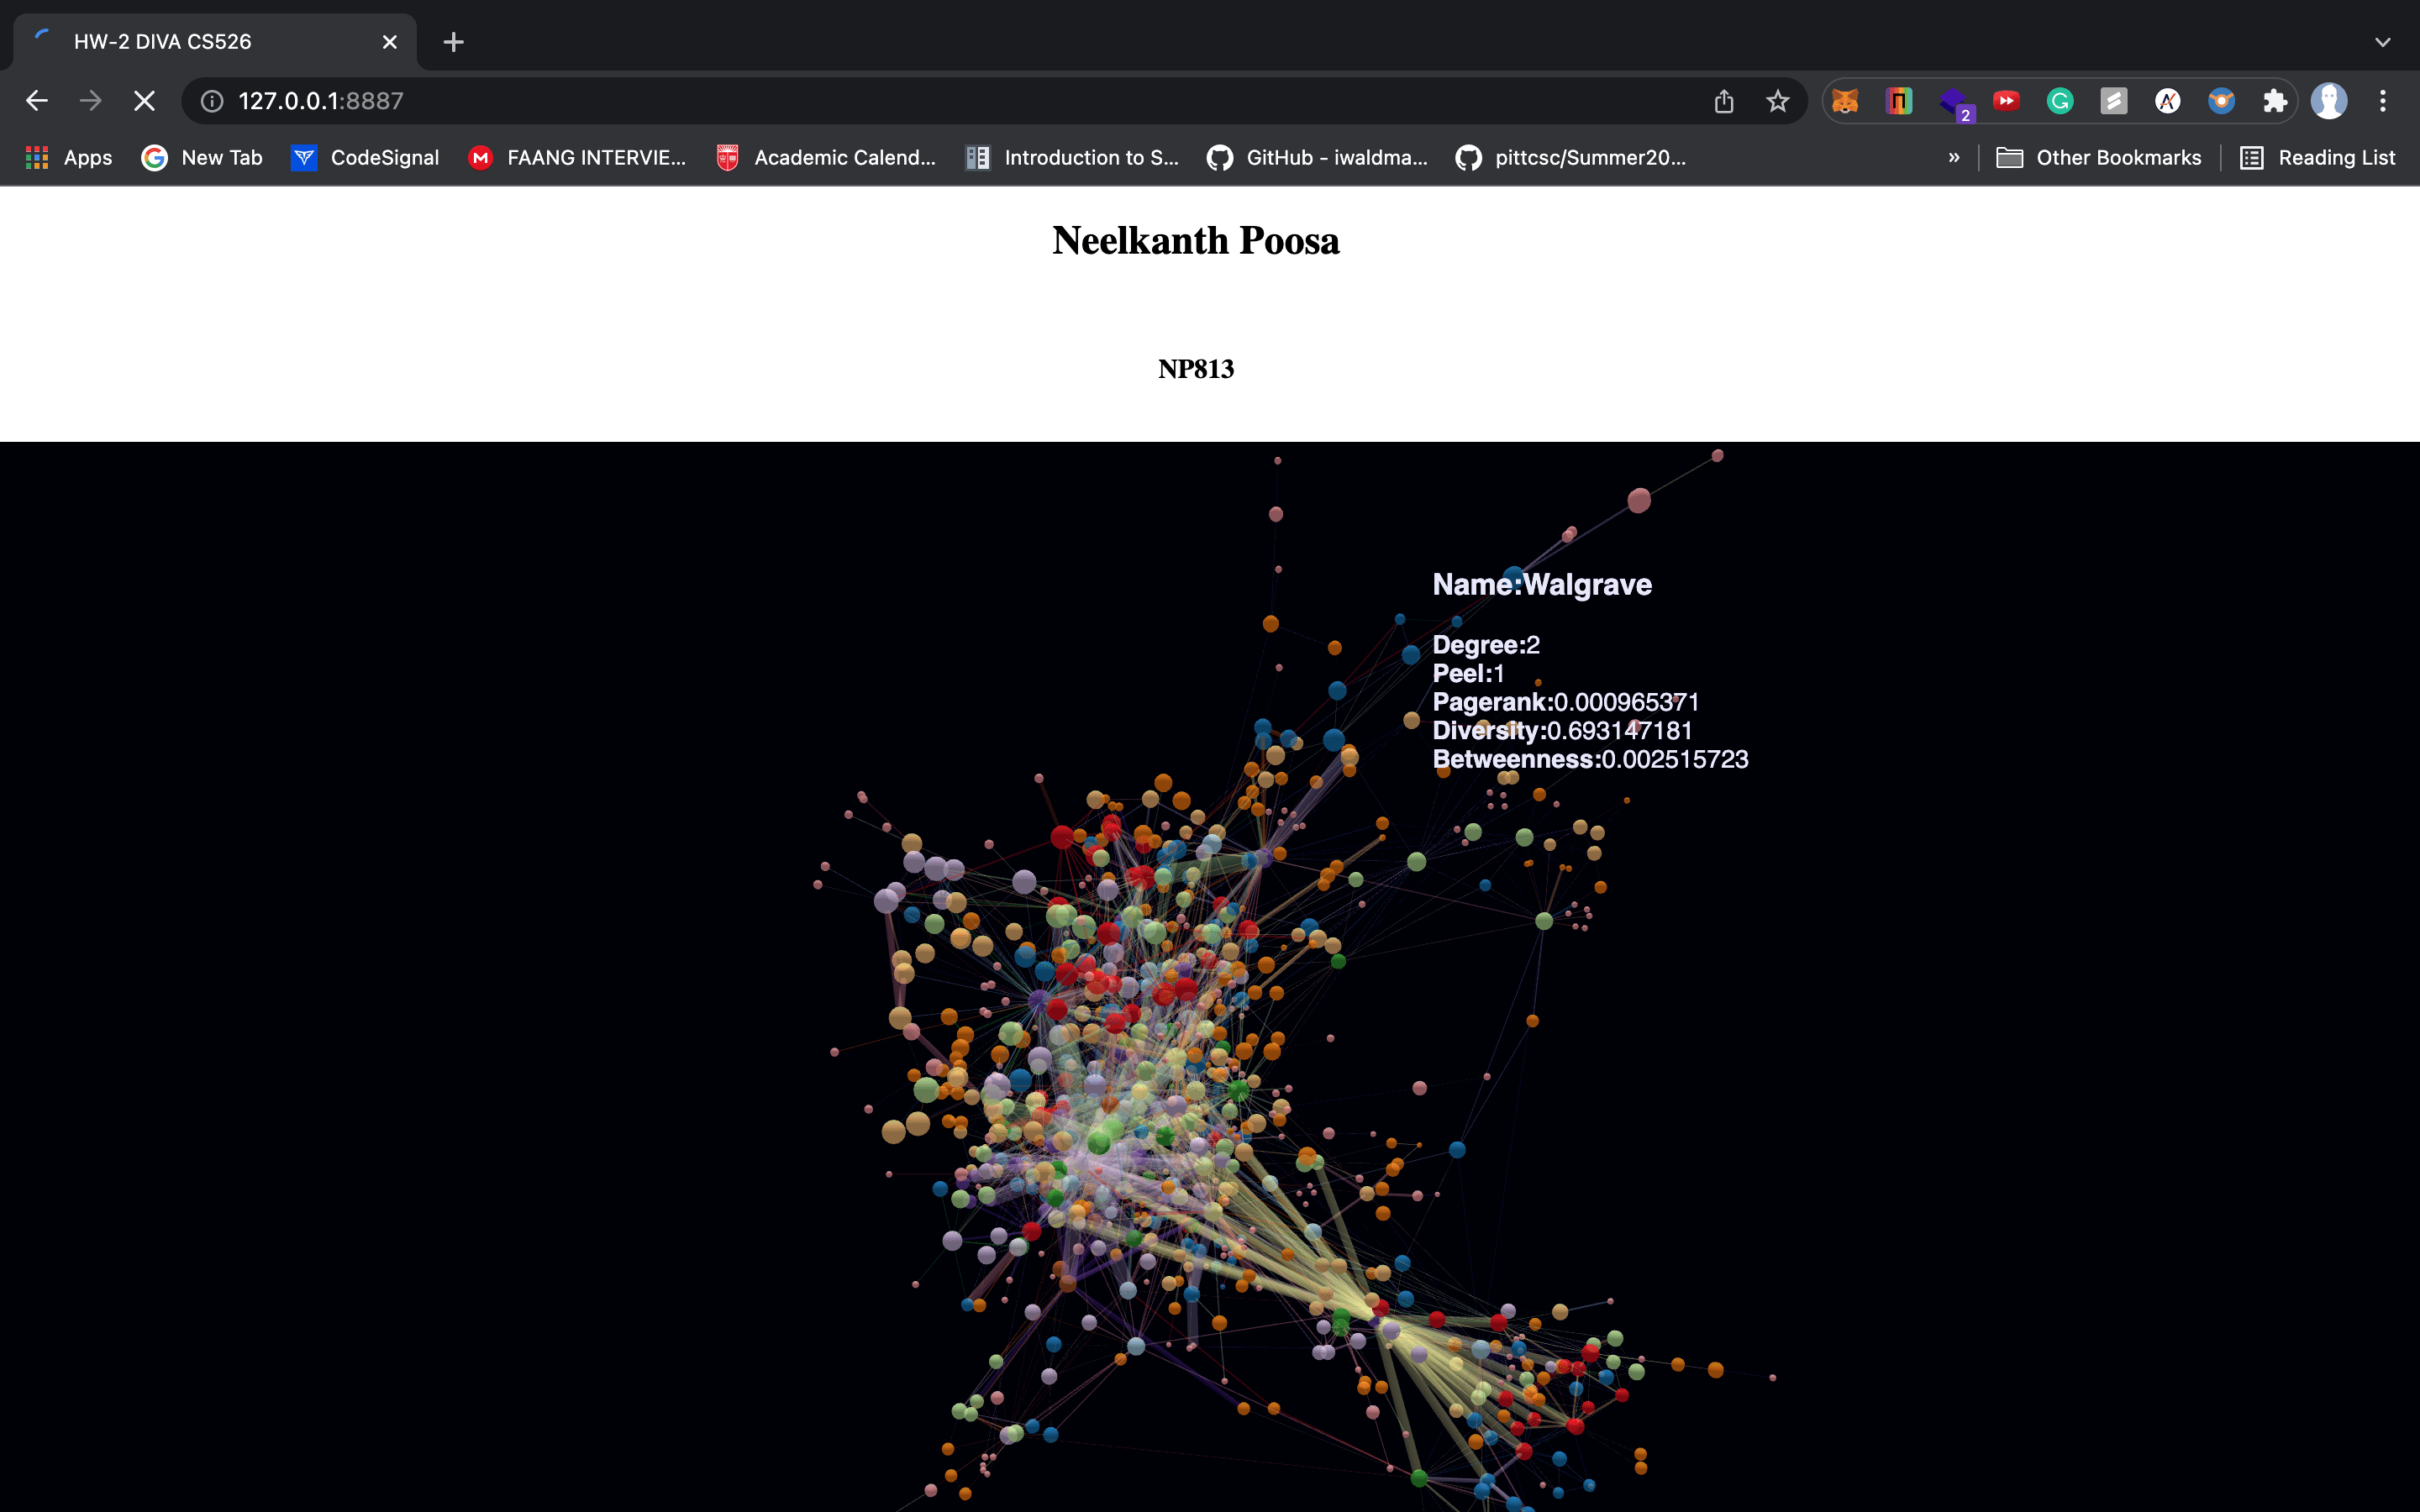 HW-2 DIVA CS526
127.0.0.1:8887
2
Apps
New Tab
CodeSignal
FAANG INTERVIE...
Academic Calend...
Introduction to S...
GitHub - iwaldma...
pittcsc/Summer20...
»
Other Bookmarks
Reading List
Neelkanth Poosa
NP813
Name:Walgrave
Degree:2
Peel:1
Pagerank:0.000965371
Diversity:0.693147181
Betweenness:0.002515723